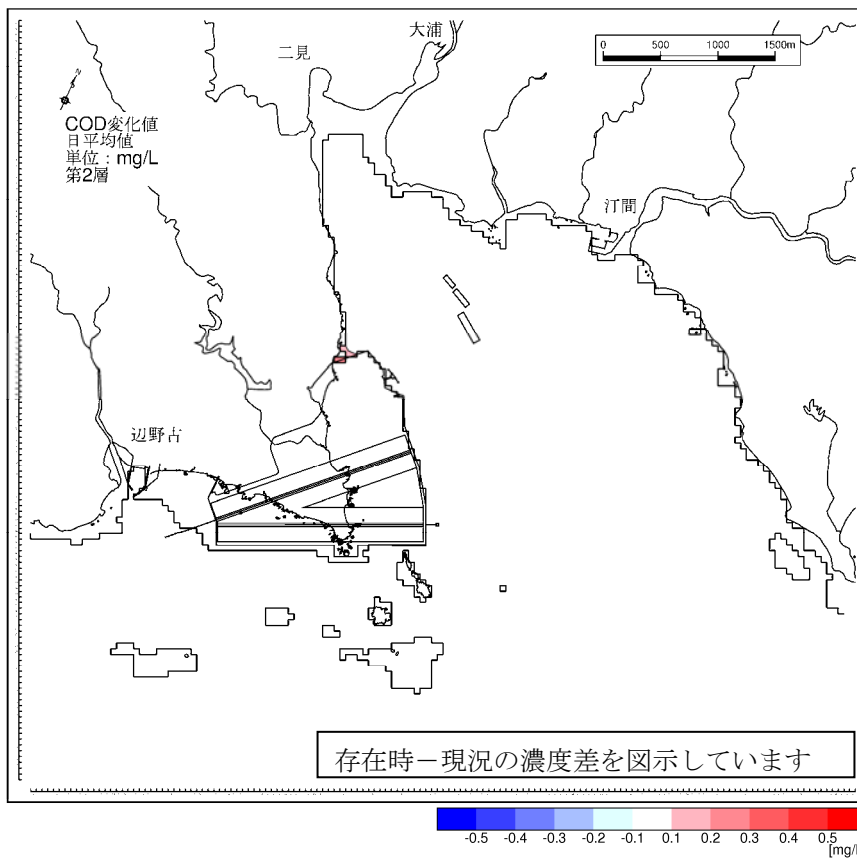 大浦
二見
0 500 1000 1500m
N
COD変化値
日平均値
単位：mg/L
第2層
汀間
辺野古
存在時－現況の濃度差を図示しています
-0.5 -0.4 -0.3 -0.2 -0.1 0.1 0.2 0.3 0.4 0.5
[mg/l